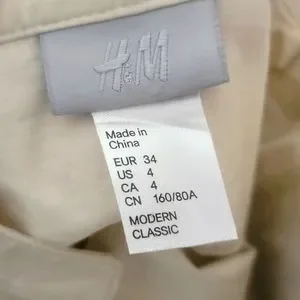 H&M
Made in
China
EUR 34
US 4
CA 4
CN 160/80A
MODERN
CLASSIC